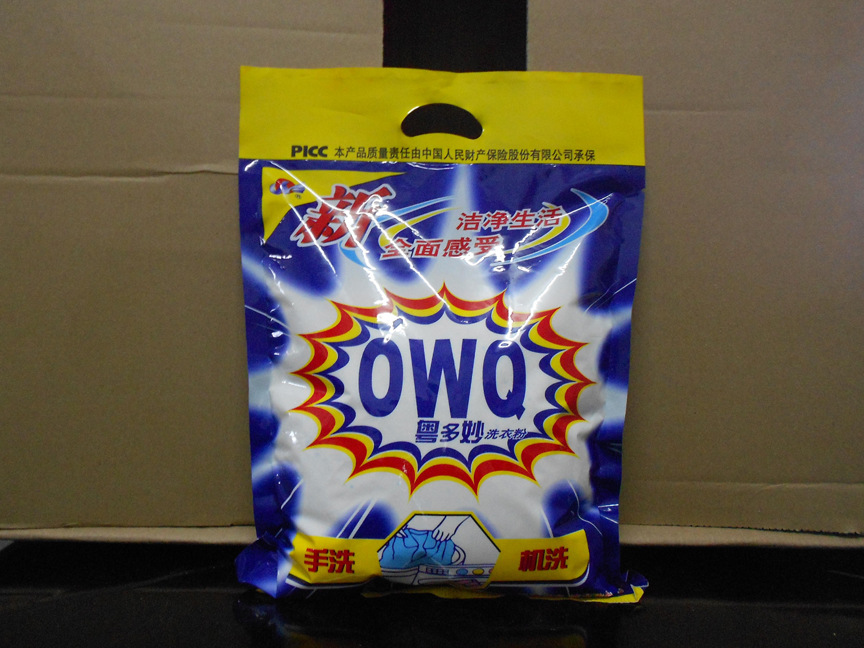 PICC 本产品质量责任由中国人民财产保险股份有限公司承保
新
洁净生活
全面感受
OWQ
粤多妙洗衣粉
手洗
机洗